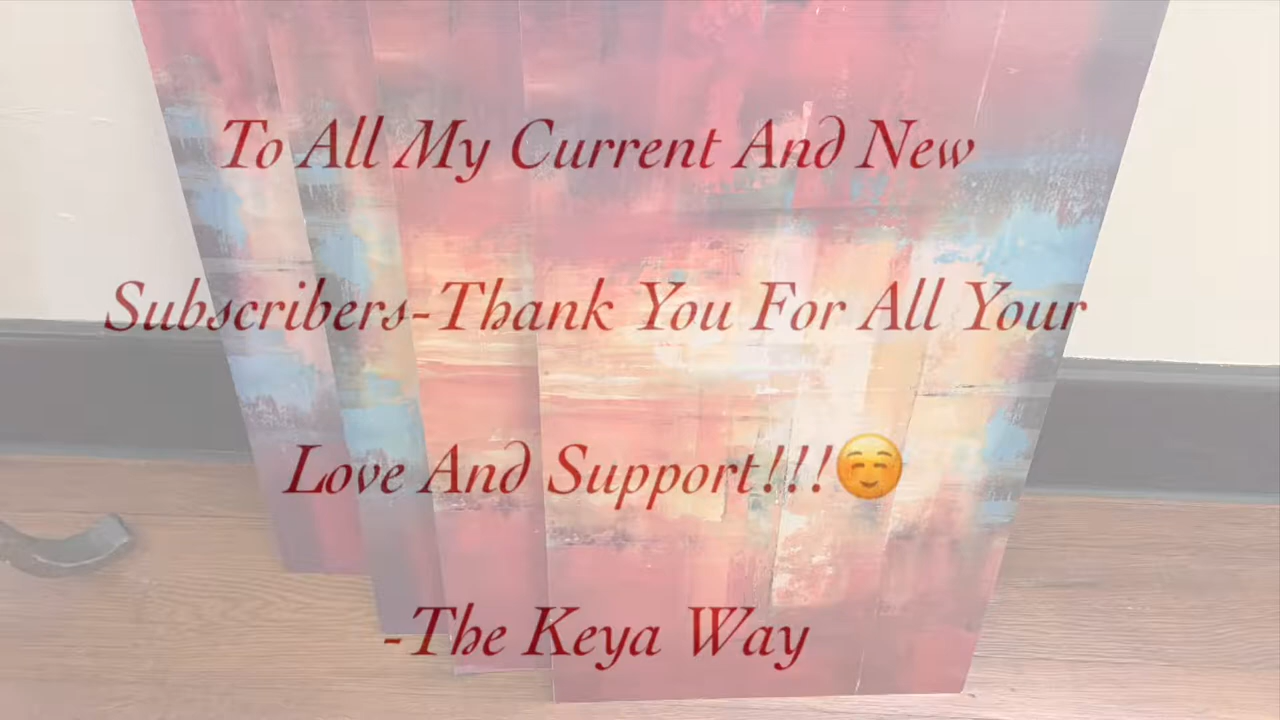 To All My Current And New
Subscribers-Thank You For All Your
Love And Support!!!☺️
-The Keya Way